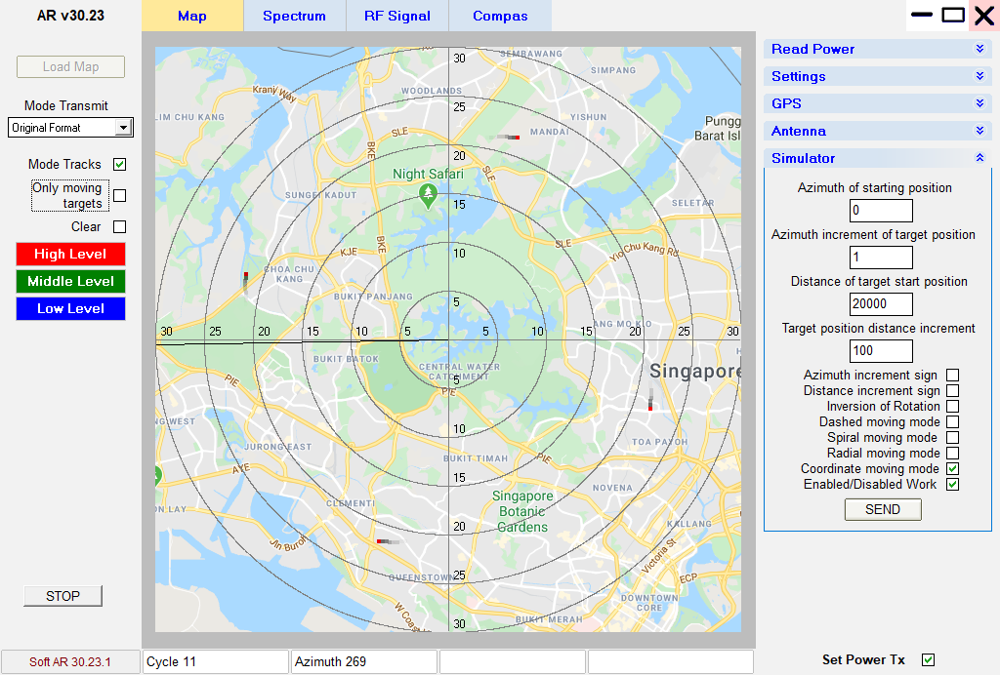 AR v30.23
Map
Spectrum
RF Signal
Compas
Load Map
Mode Transmit
Original Format
Mode Tracks
Only moving
targets
Clear
High Level
Middle Level
Low Level
STOP
Soft AR 30.23.1
Cycle 11
Azimuth 269
SEMBAWANG
30
SIMPANG
Kranji Way
WOODLANDS
25
LIM CHU KANG
YISHUN
Pungg
Barat Isl
SLE
MANDAI
BKE
20
Night Safari
SLE
SUNGEI KADUT
15
SELETAR
BKE
SLE
KJE
10
Yio Chu Kang Rd
CHOA CHU
KANG
BUKIT PANJANG
5
ANG MO KIO
30
25
20
15
10
5
5
10
15
20
25
30
BUKIT BATOK
CENTRAL WATER
CATCHMENT
5
Singapore
PIE
PIE
NG WEST
10
TOA PAYOH
JURONG EAST
BUKIT TIMAH
PIE
AYE
15
NOVENA
Singapore
Botanic
Gardens
CLEMENTI
ON LAY
20
KALLANG
Jln Buroh
Victoria St
25
QUEENSTOWN
ECP
DOWNTOWN
CORE
W Coast
30
BUKIT MERAH
Read Power
Settings
GPS
Antenna
Simulator
Azimuth of starting position
0
Azimuth increment of target position
1
Distance of target start position
20000
Target position distance increment
100
Azimuth increment sign
Distance increment sign
Inversion of Rotation
Dashed moving mode
Spiral moving mode
Radial moving mode
Coordinate moving mode
Enabled/Disabled Work
SEND
Set Power Tx